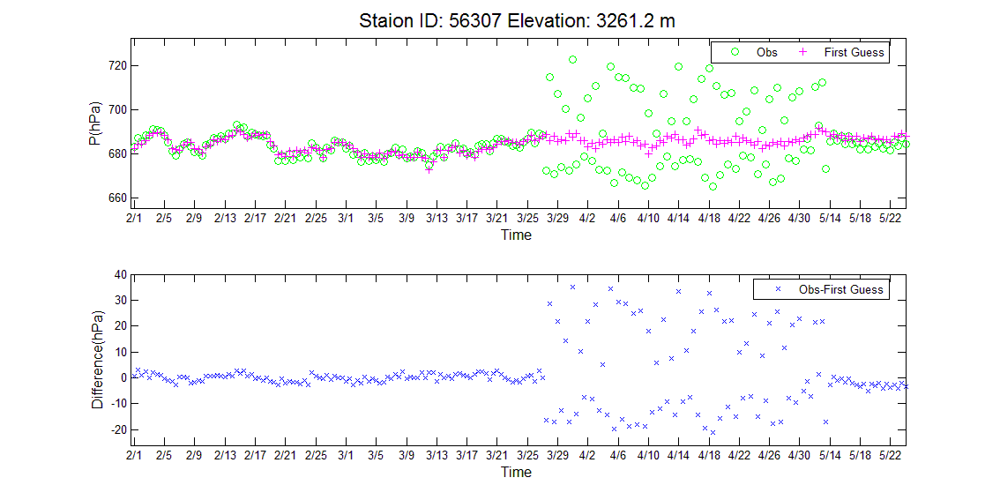 Staion ID: 56307 Elevation: 3261.2 m
Obs First Guess
P(hPa)
720
700
680
660
2/1 2/5 2/9 2/13 2/17 2/21 2/25 3/1 3/5 3/9 3/13 3/17 3/21 3/25 3/29 4/2 4/6 4/10 4/14 4/18 4/22 4/26 4/30 5/14 5/18 5/22
Time
Obs-First Guess
Difference(hPa)
40
30
20
10
0
-10
-20
2/1 2/5 2/9 2/13 2/17 2/21 2/25 3/1 3/5 3/9 3/13 3/17 3/21 3/25 3/29 4/2 4/6 4/10 4/14 4/18 4/22 4/26 4/30 5/14 5/18 5/22
Time